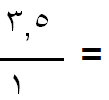 ٣,٥
١ =